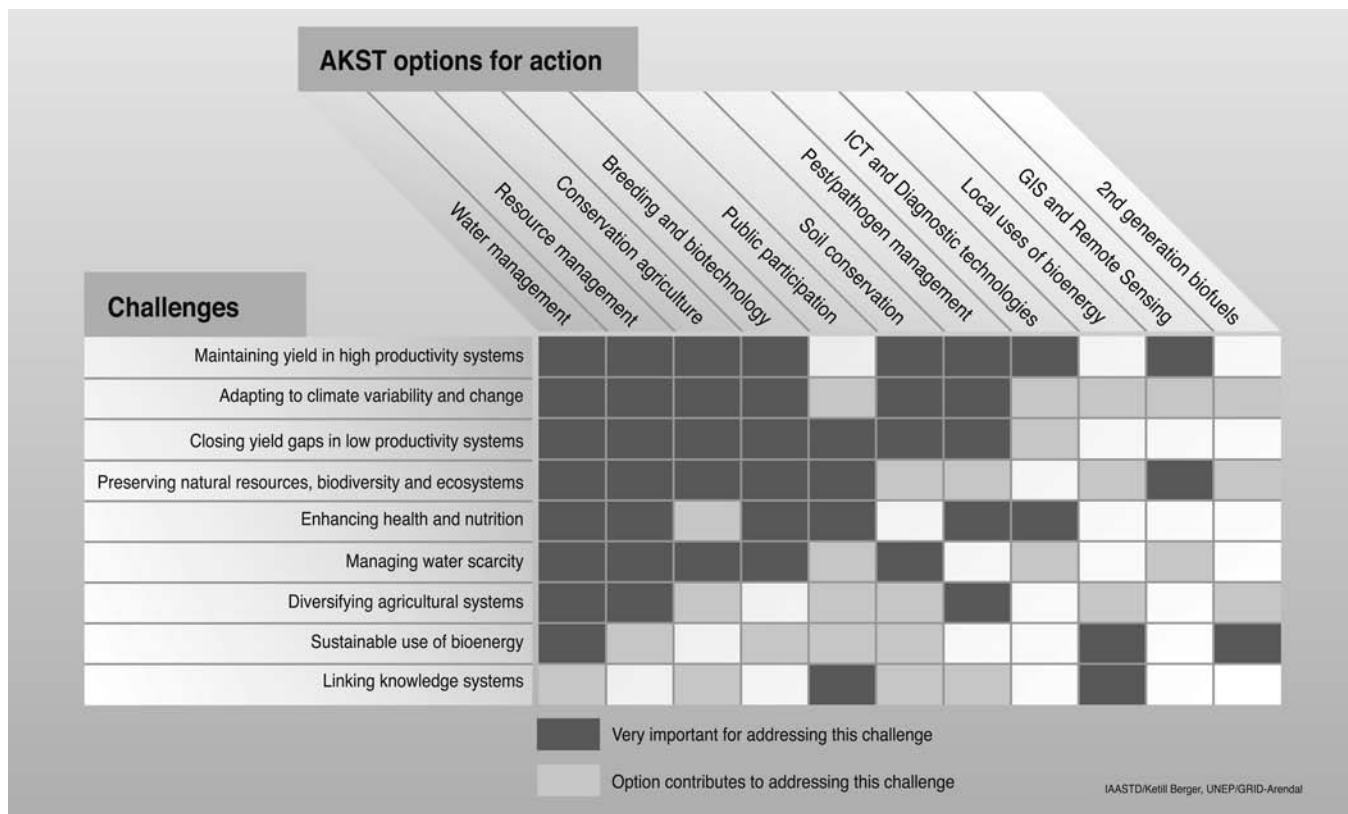 AKST options for action
Water management
Resource management
Conservation agriculture
Breeding and biotechnology
Public participation
Soil conservation
Pest/pathogen management
ICT and Diagnostic technologies
Local uses of bioenergy
GIS and Remote Sensing
2nd generation biofuels
Challenges
Maintaining yield in high productivity systems
Adapting to climate variability and change
Closing yield gaps in low productivity systems
Preserving natural resources, biodiversity and ecosystems
Enhancing health and nutrition
Managing water scarcity
Diversifying agricultural systems
Sustainable use of bioenergy
Linking knowledge systems
Very important for addressing this challenge
Option contributes to addressing this challenge
IAASTD/Ketill Berger, UNEP/GRID-Arendal